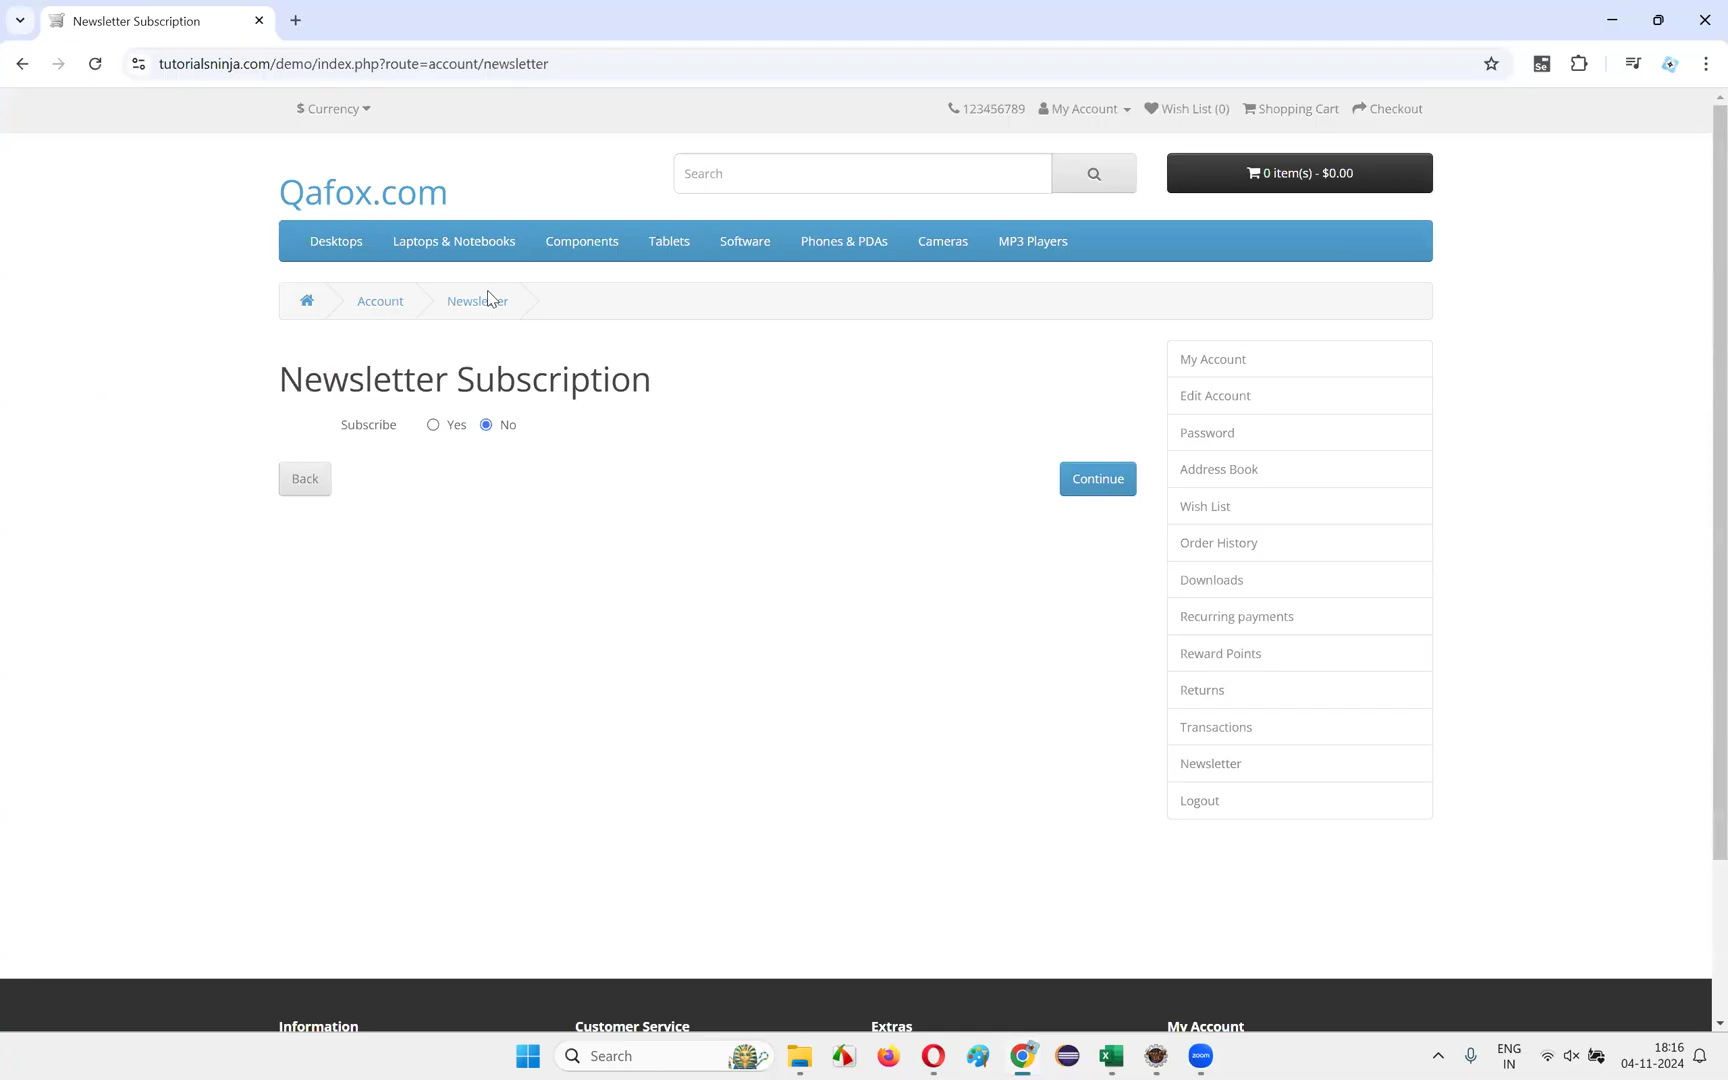 Newsletter Subscription
tutorialsninja.com/demo/index.php?route=account/newsletter
$ Currency
123456789 My Account Wish List (0) Shopping Cart Checkout
Qafox.com
Search
0 item(s) - $0.00
Desktops Laptops & Notebooks Components Tablets Software Phones & PDAs Cameras MP3 Players
Account Newsletter
Newsletter Subscription
Subscribe Yes No
Back Continue
My Account
Edit Account
Password
Address Book
Wish List
Order History
Downloads
Recurring payments
Reward Points
Returns
Transactions
Newsletter
Logout
Information Customer Service Extras My Account
Search
zoom
ENG
IN
18:16
04-11-2024